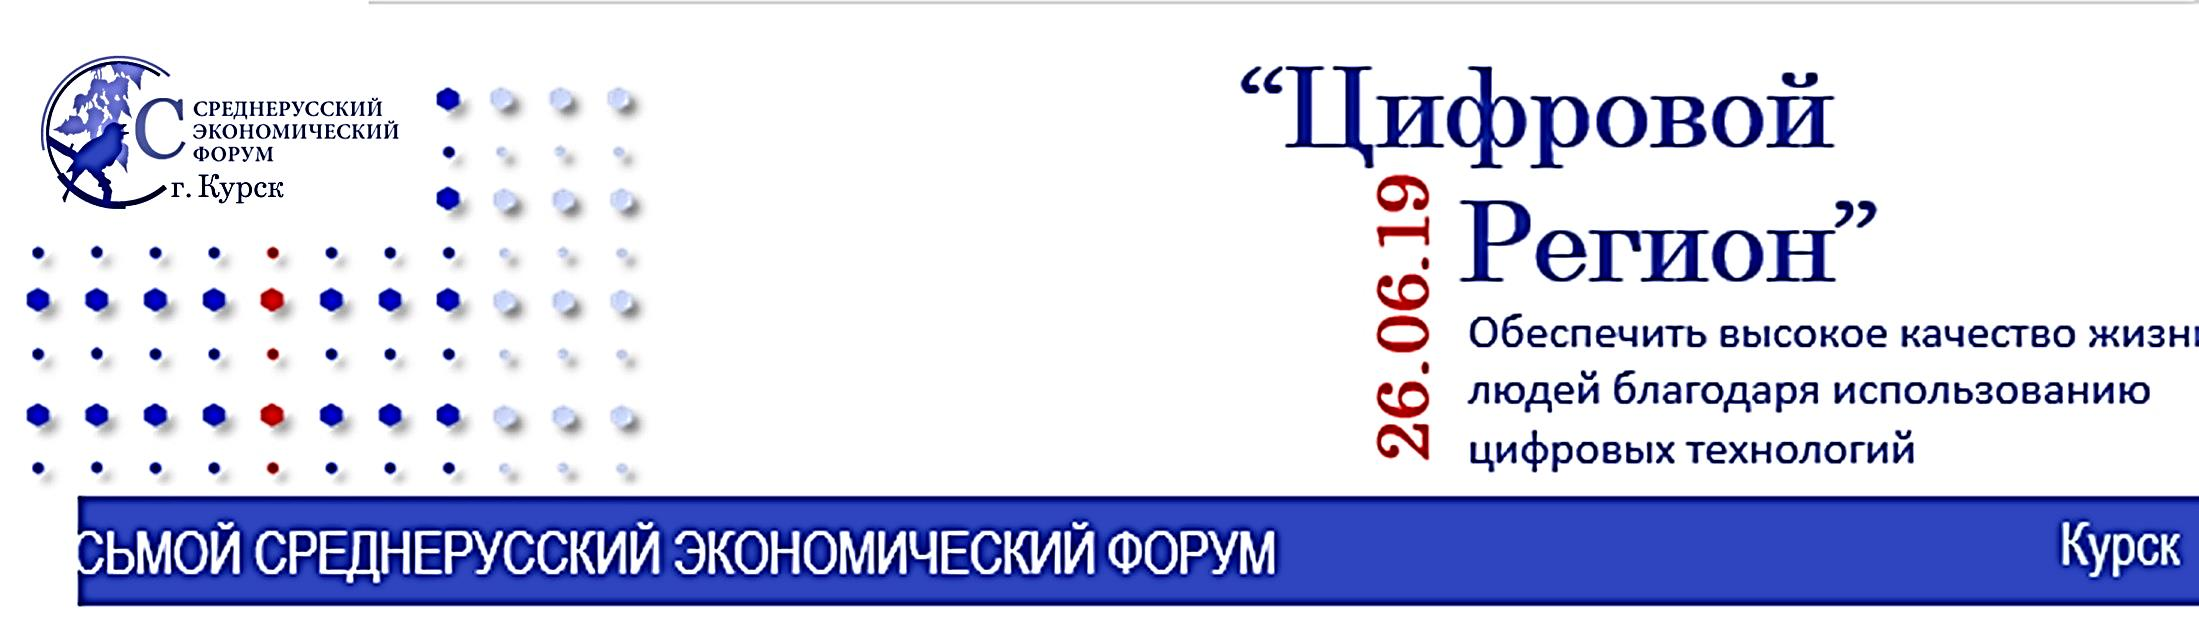 С СРЕДНЕРУССКИЙ
ЭКОНОМИЧЕСКИЙ
ФОРУМ
г. Курск
“Цифровой
Регион”
26.06.19
Обеспечить высокое качество жизни
людей благодаря использованию
цифровых технологий
СЬМОЙ СРЕДНЕРУССКИЙ ЭКОНОМИЧЕСКИЙ ФОРУМ
Курск